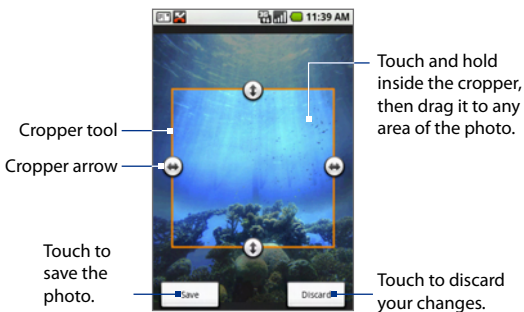 11:39 AM
Touch and hold
inside the cropper,
then drag it to any
area of the photo.
Cropper tool
Cropper arrow
Touch to
save the
photo.
Save
Discard
Touch to discard
your changes.